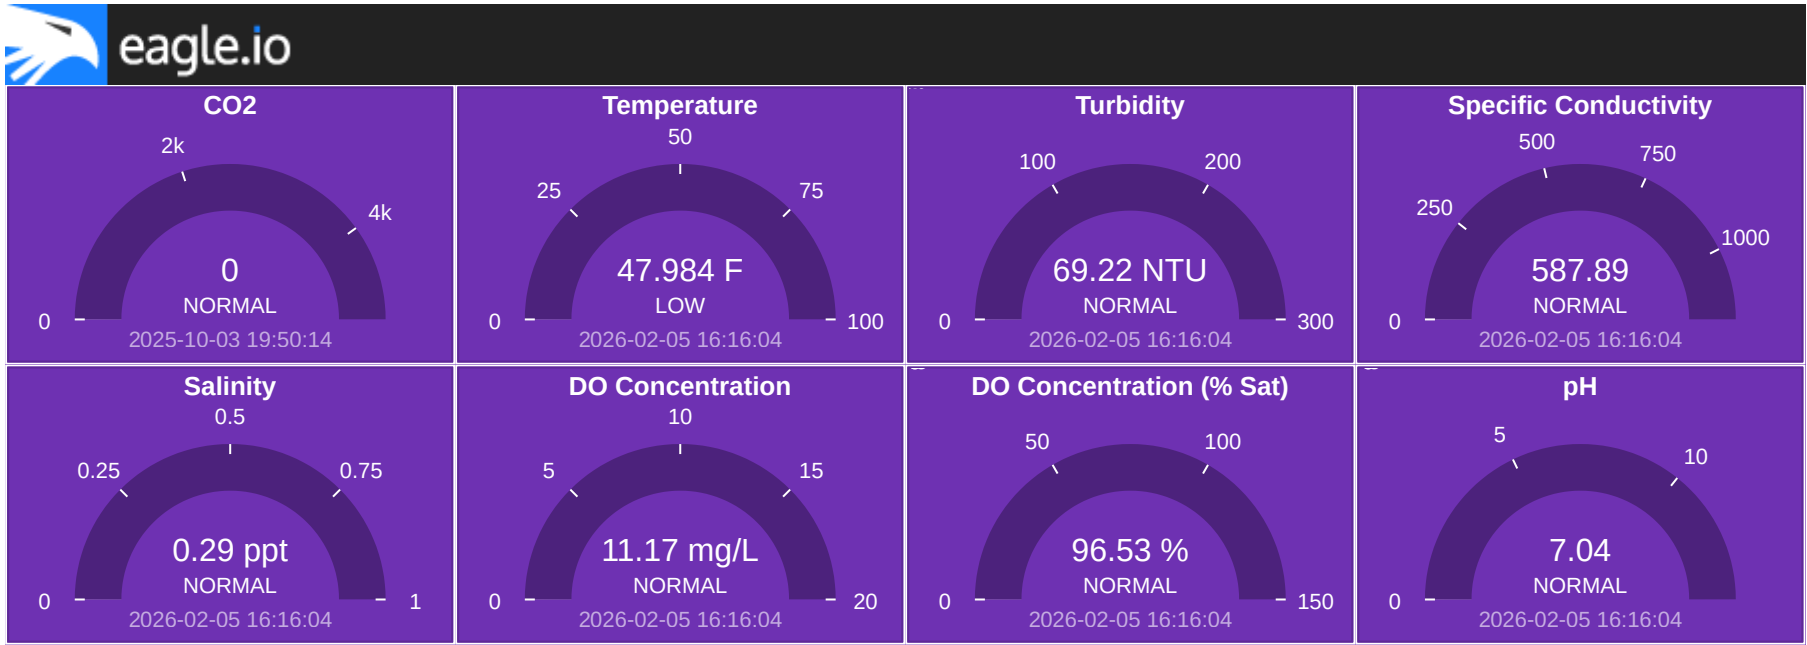 eagle.io
CO2
2k
4k
0
NORMAL
0
2025-10-03 19:50:14
Temperature
50
25
75
47.984 F
LOW
0
100
2026-02-05 16:16:04
Turbidity
100
200
69.22 NTU
NORMAL
0
300
2026-02-05 16:16:04
Specific Conductivity
500
750
250
1000
587.89
NORMAL
0
2026-02-05 16:16:04
Salinity
0.5
0.25
0.75
0.29 ppt
NORMAL
0
1
2026-02-05 16:16:04
DO Concentration
10
5
15
11.17 mg/L
NORMAL
0
20
2026-02-05 16:16:04
DO Concentration (% Sat)
50
100
96.53 %
NORMAL
0
150
2026-02-05 16:16:04
pH
5
10
7.04
NORMAL
0
2026-02-05 16:16:04